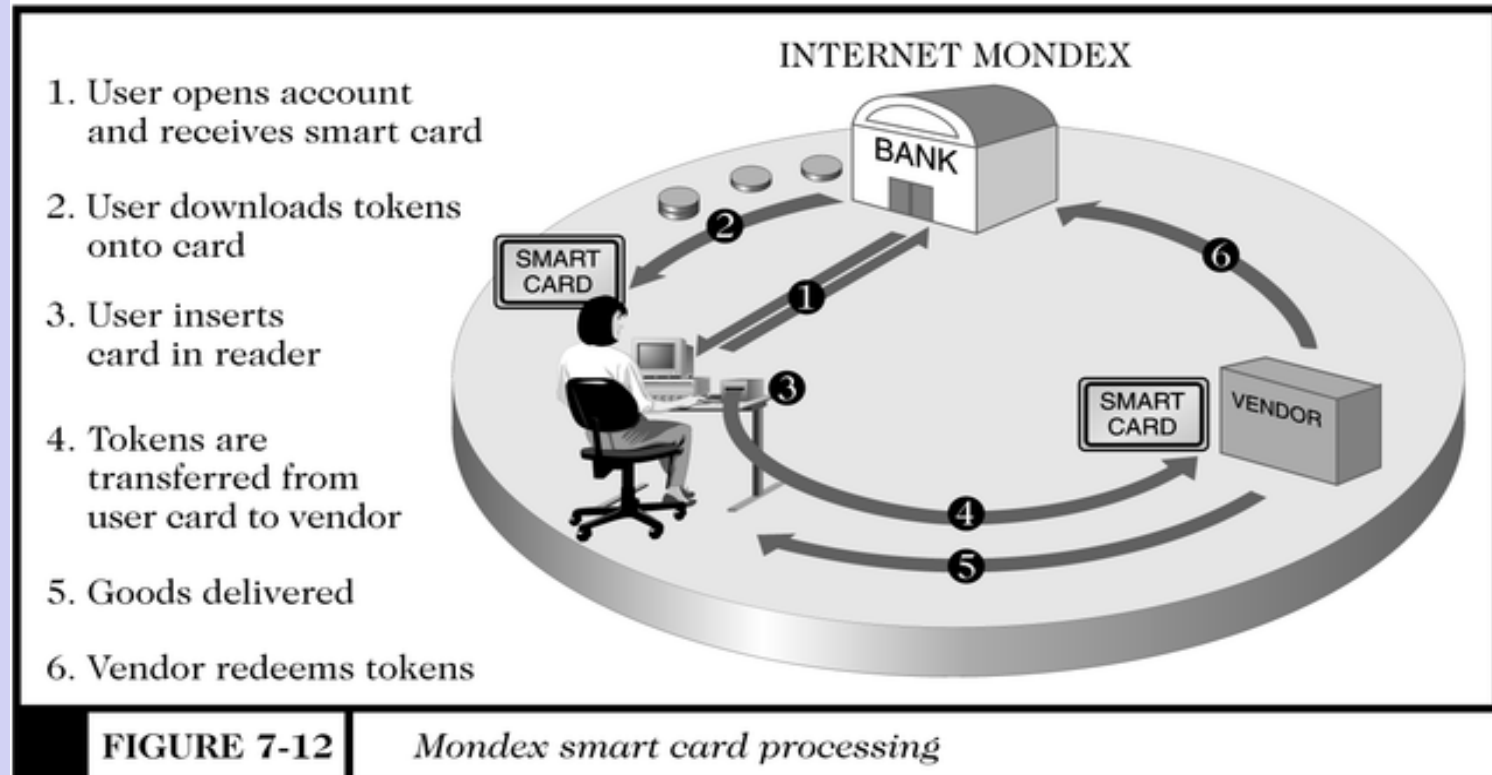 INTERNET MONDEX
1. User opens account
and receives smart card
2. User downloads tokens
onto card
3. User inserts
card in reader
4. Tokens are
transferred from
user card to vendor
5. Goods delivered
6. Vendor redeems tokens
BANK
2
SMART
CARD
1
6
3
SMART
CARD
VENDOR
4
5
FIGURE 7-12
Mondex smart card processing